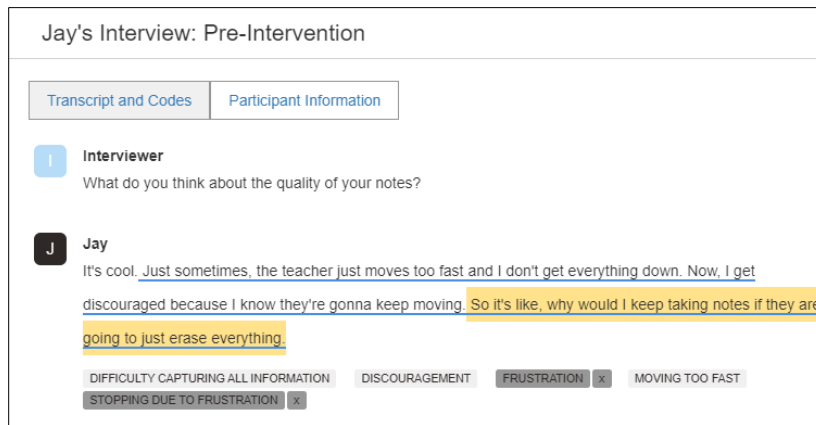 Jay's Interview: Pre-Intervention
Transcript and Codes Participant Information
I Interviewer
What do you think about the quality of your notes?
J Jay
It's cool. Just sometimes, the teacher just moves too fast and I don't get everything down. Now, I get
discouraged because I know they're gonna keep moving. So it's like, why would I keep taking notes if they are
going to just erase everything.
DIFFICULTY CAPTURING ALL INFORMATION DISCOURAGEMENT FRUSTRATION x MOVING TOO FAST
STOPPING DUE TO FRUSTRATION x